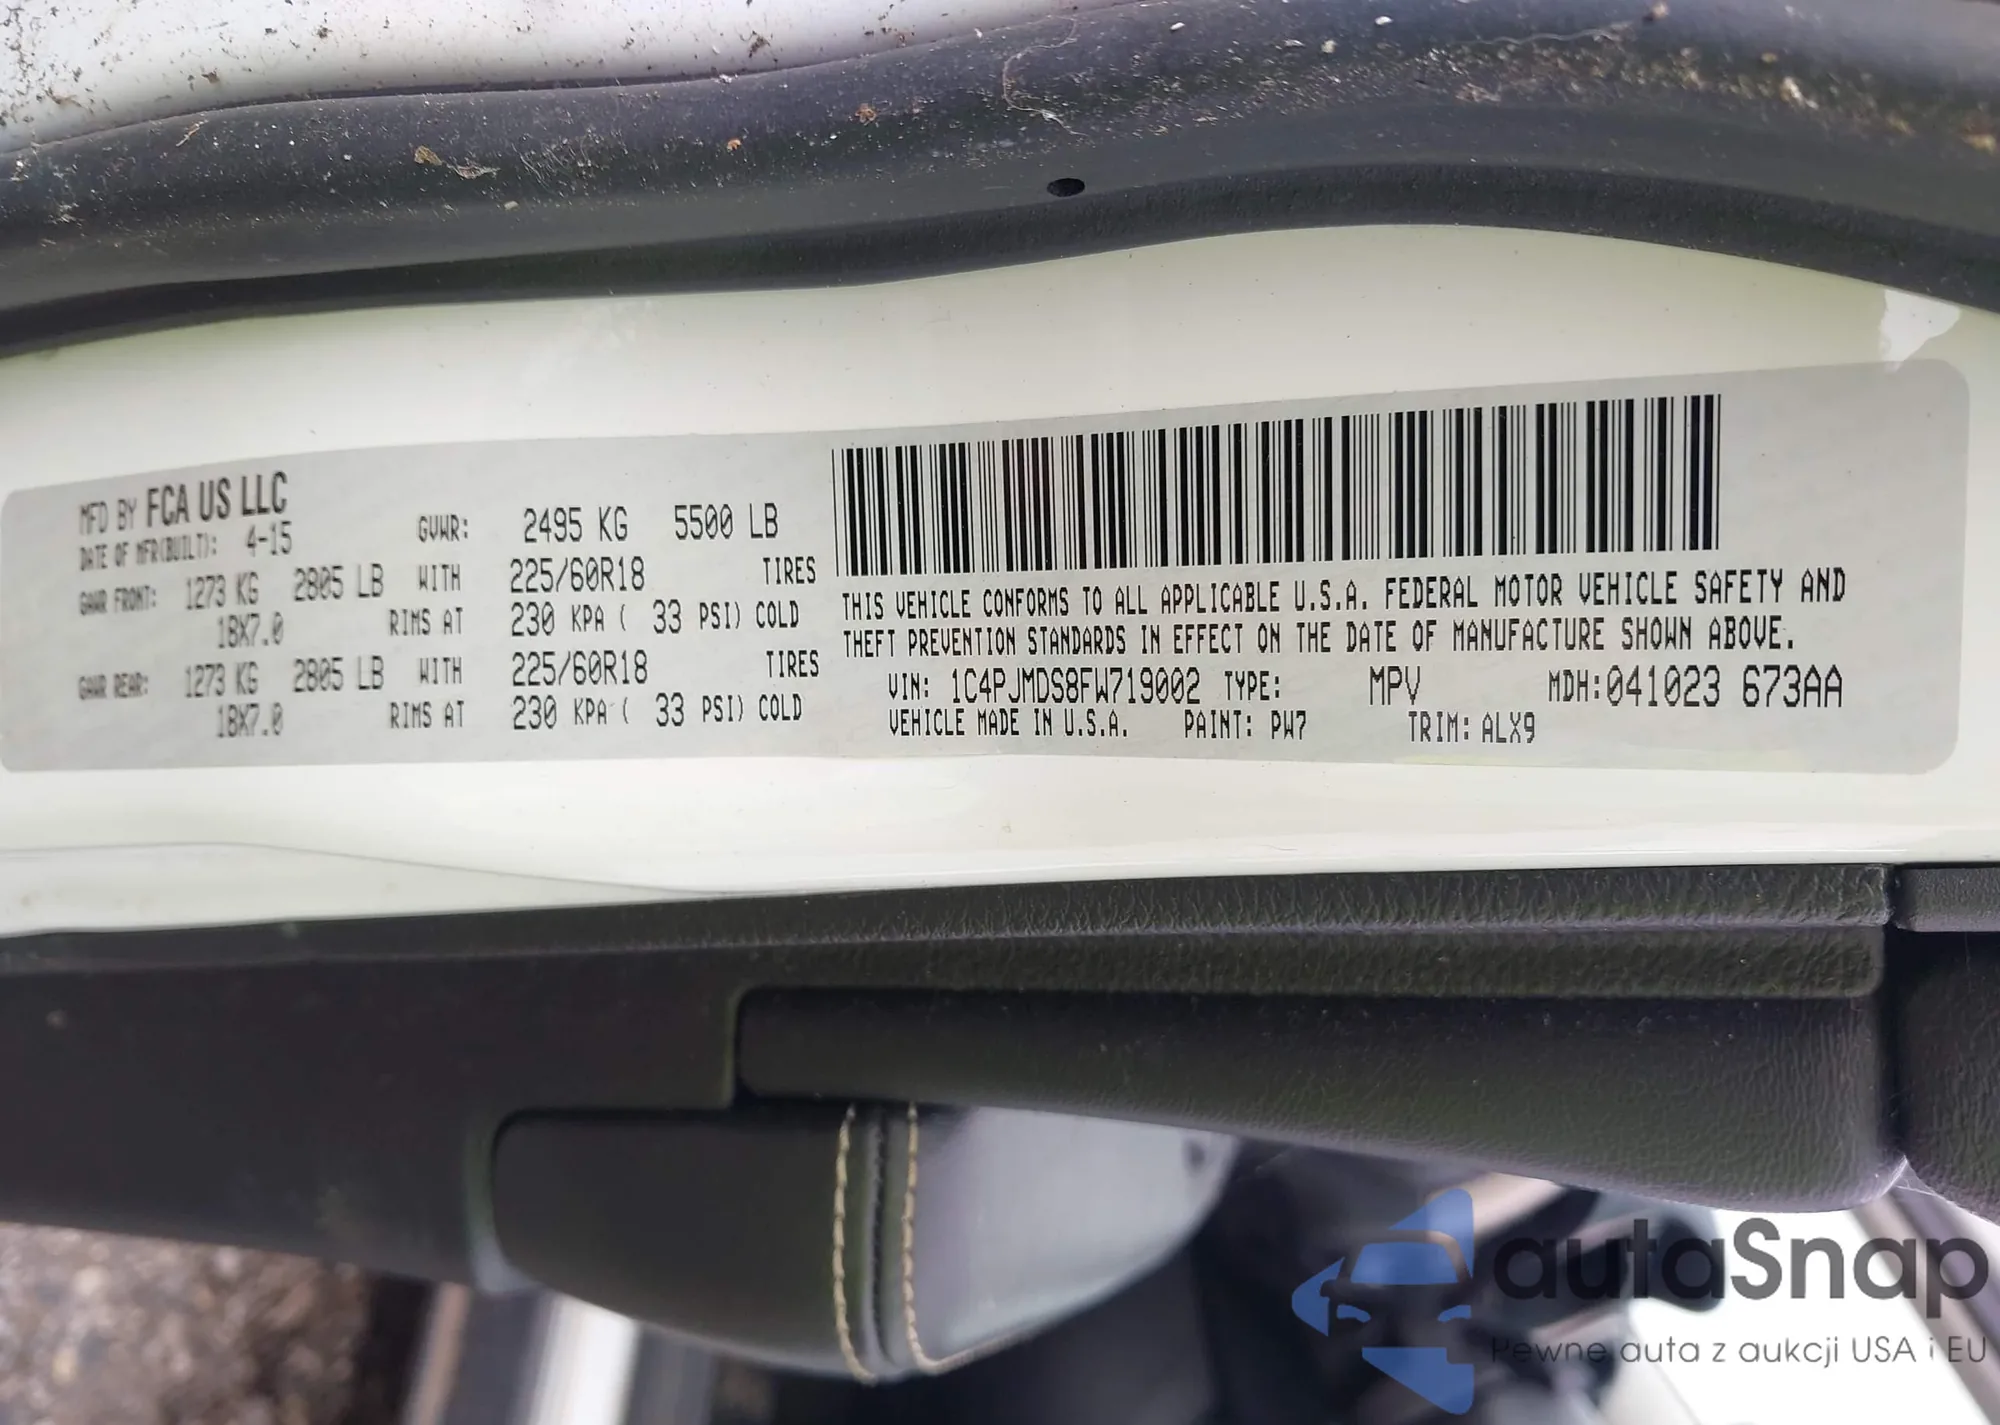 MFD BY FCA US LLC
DATE OF MFR(BUILT): 4-15
GVWR: 2495 KG 5500 LB
GAWR FRONT: 1273 KG 2805 LB WITH 225/60R18 TIRES
18X7.0 RIMS AT 230 KPA ( 33 PSI) COLD
GAWR REAR: 1273 KG 2805 LB WITH 225/60R18 TIRES
18X7.0 RIMS AT 230 KPA ( 33 PSI) COLD
THIS VEHICLE CONFORMS TO ALL APPLICABLE U.S.A. FEDERAL MOTOR VEHICLE SAFETY AND
THEFT PREVENTION STANDARDS IN EFFECT ON THE DATE OF MANUFACTURE SHOWN ABOVE.
VIN: 1C4PJMDS8FW719002 TYPE: MPV MDH:041023 673AA
VEHICLE MADE IN U.S.A. PAINT: PW7 TRIM: ALX9
autaSnap
Pewne auta z aukcji USA i EU